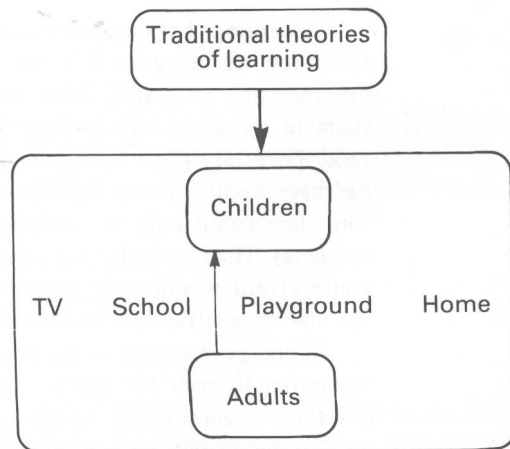 Traditional theories
of learning
Children
TV School Playground Home
Adults